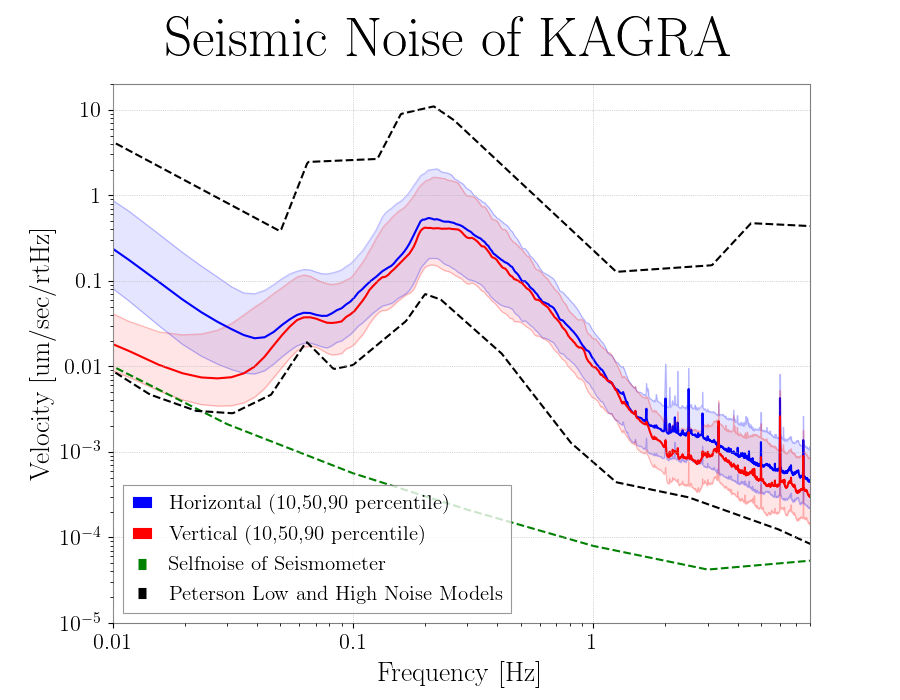 Seismic Noise of KAGRA
Velocity [um/sec/rtHz]
10
1
0.1
0.01
10⁻³
10⁻⁴
10⁻⁵
Horizontal (10,50,90 percentile)
Vertical (10,50,90 percentile)
Selfnoise of Seismometer
Peterson Low and High Noise Models
0.01
0.1
1
Frequency [Hz]